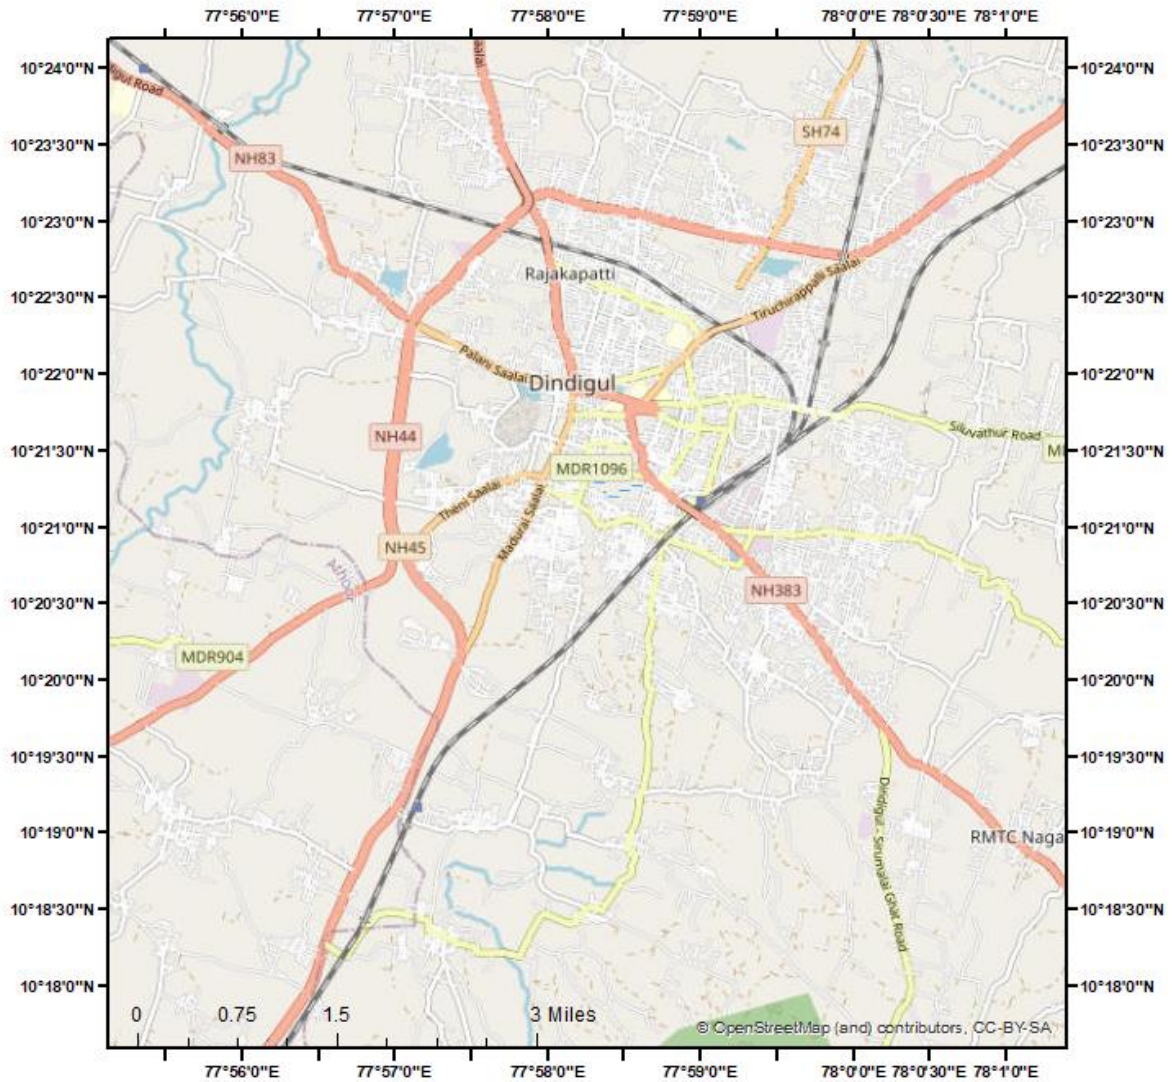 77°56'0"E 77°57'0"E 77°58'0"E 77°59'0"E 78°0'0"E 78°0'30"E 78°1'0"E
10°24'0"N 10°24'0"N
igul Road
aalai
SH74
10°23'30"N 10°23'30"N
NH83
10°23'0"N 10°23'0"N
Rajakapatti
Tiruchirappalli Saalai
10°22'30"N 10°22'30"N
Palani Saalai
10°22'0"N 10°22'0"N
Dindigul
Siluvathur Road
NH44
10°21'30"N 10°21'30"N
MDR1096
Theni Saalai
Madurai Saalai
10°21'0"N 10°21'0"N
NH45
Athoor
NH383
10°20'30"N 10°20'30"N
MDR904
10°20'0"N 10°20'0"N
10°19'30"N 10°19'30"N
Dindigul - Sirumalai Ghat Road
10°19'0"N 10°19'0"N
RMTC Naga
10°18'30"N 10°18'30"N
10°18'0"N 10°18'0"N
0 0.75 1.5 3 Miles
© OpenStreetMap (and) contributors, CC-BY-SA
77°56'0"E 77°57'0"E 77°58'0"E 77°59'0"E 78°0'0"E 78°0'30"E 78°1'0"E